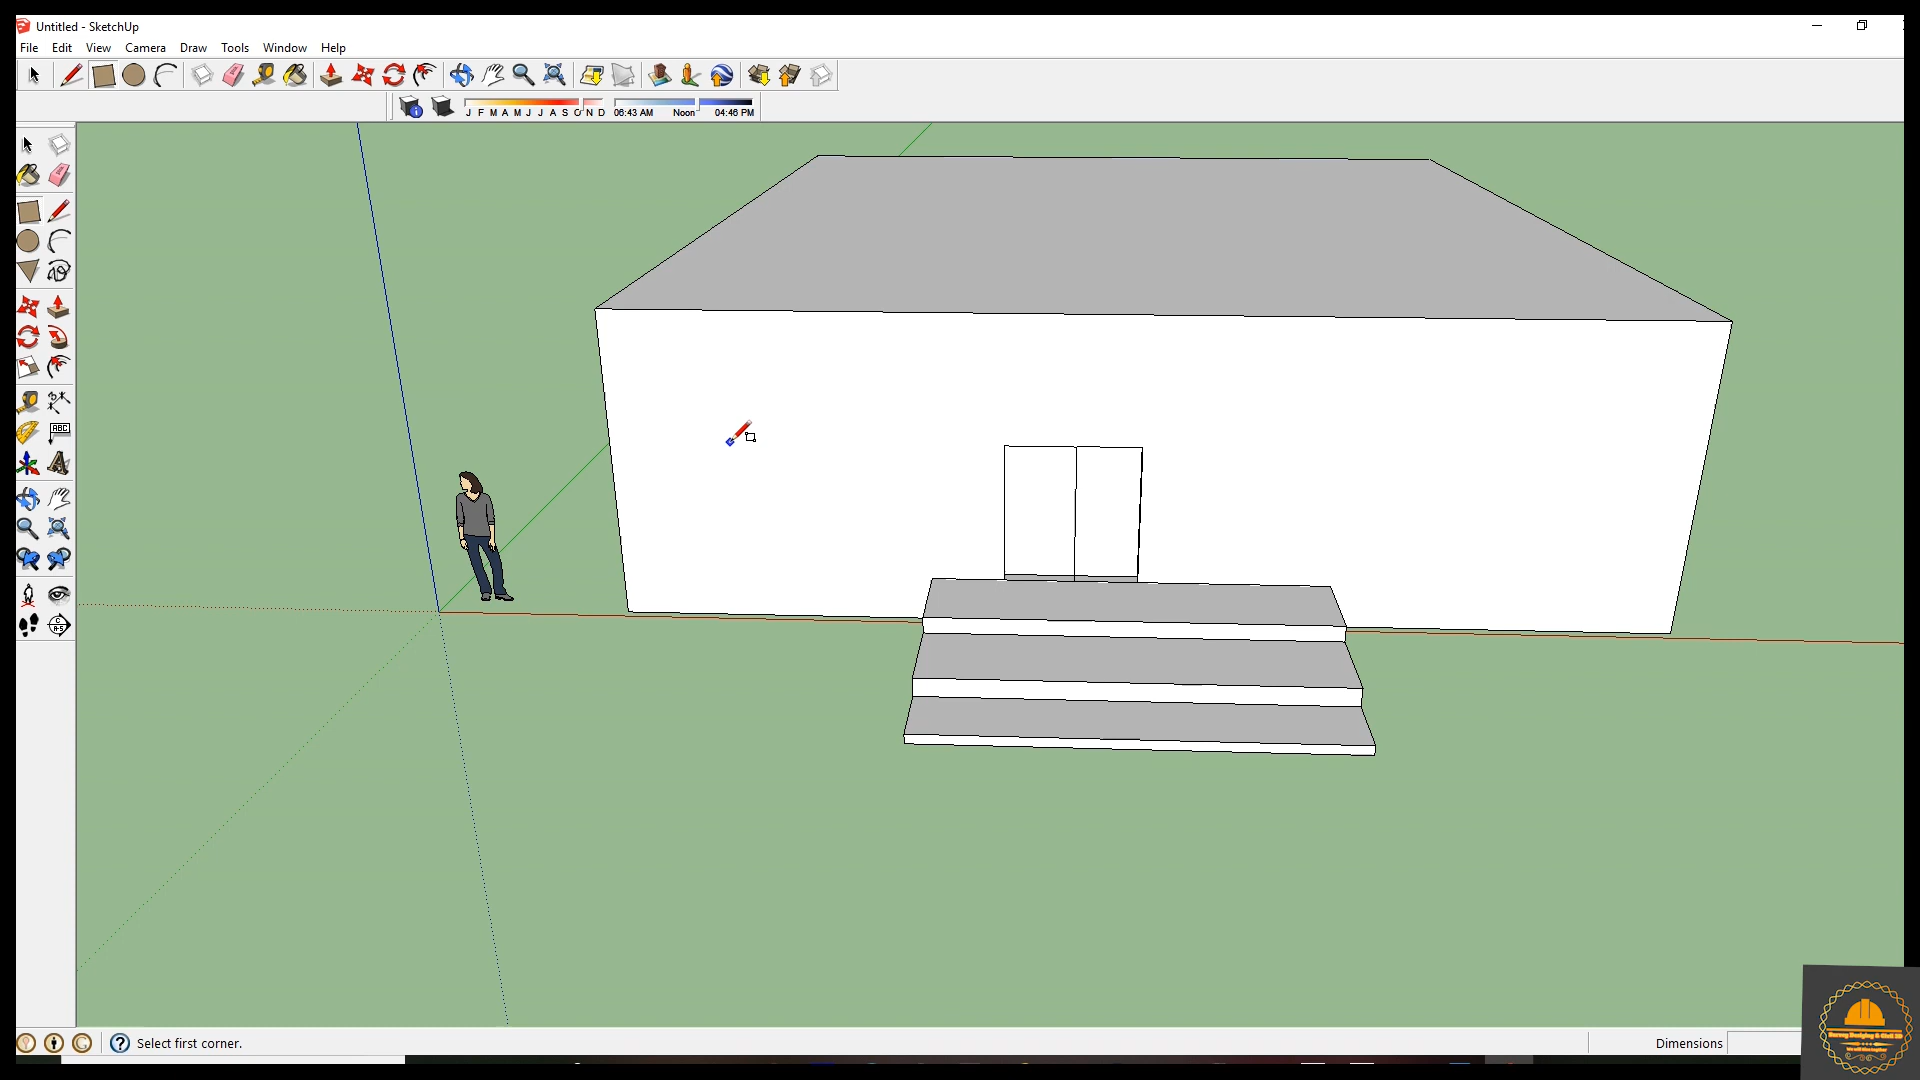 Untitled - SketchUp
File Edit View Camera Draw Tools Window Help
J F M A M J J A S O N D 06:43 AM Noon 04:46 PM
ABC
Select first corner.
Dimensions